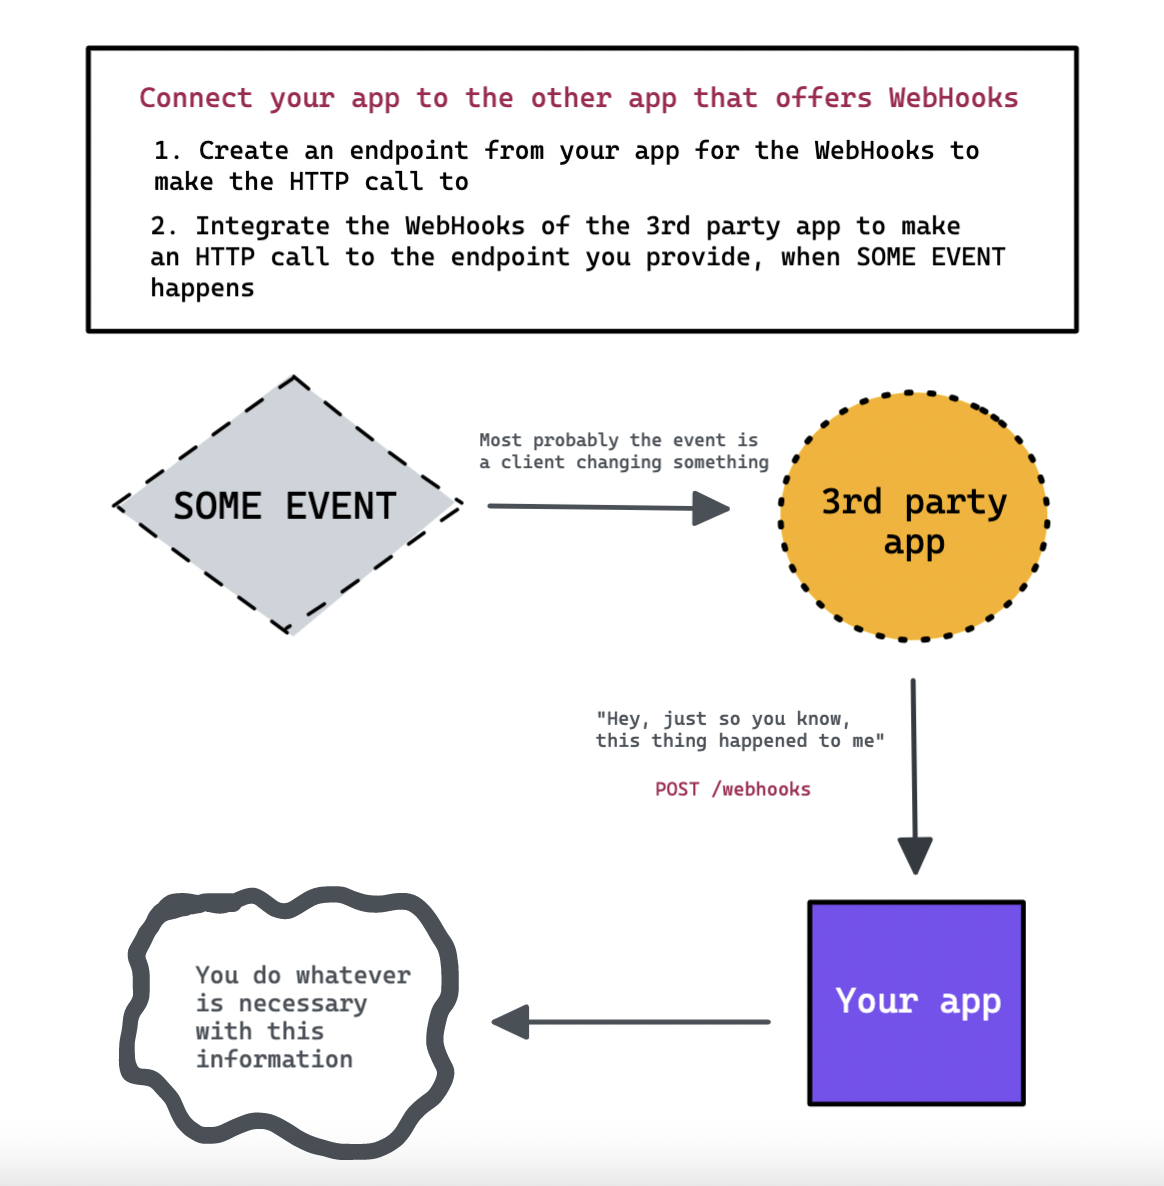 Connect your app to the other app that offers WebHooks
1. Create an endpoint from your app for the WebHooks to
make the HTTP call to
2. Integrate the WebHooks of the 3rd party app to make
an HTTP call to the endpoint you provide, when SOME EVENT
happens
SOME EVENT
Most probably the event is
a client changing something
3rd party
app
"Hey, just so you know,
this thing happened to me"
POST /webhooks
Your app
You do whatever
is necessary
with this
information